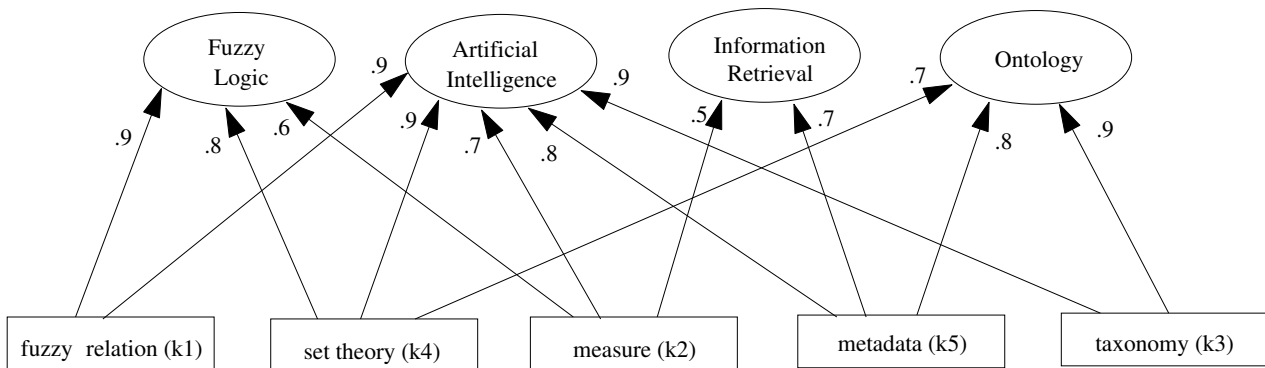 Fuzzy
Logic
Artificial
Intelligence
Information
Retrieval
Ontology
.9
.8
.6
.9
.9
.7
.8
.9
.5
.7
.7
.8
.9
fuzzy relation (k1)
set theory (k4)
measure (k2)
metadata (k5)
taxonomy (k3)